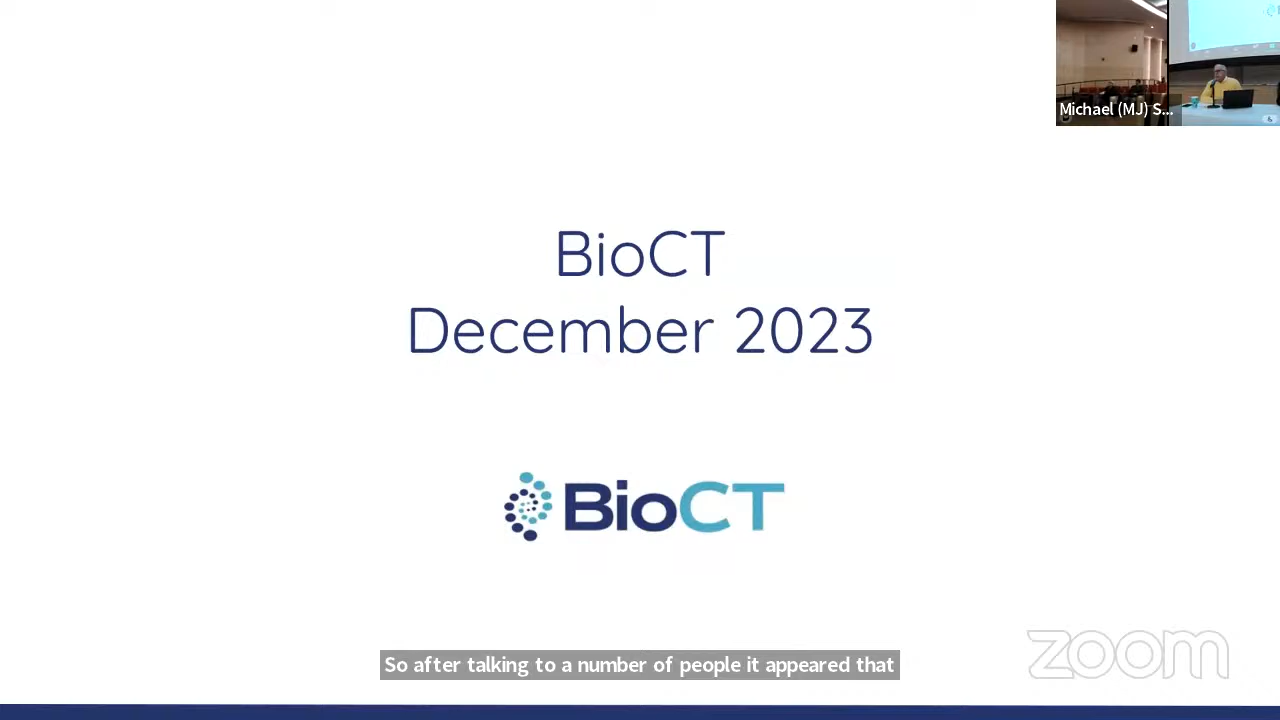 Michael (MJ) S...
BioCT
December 2023
BioCT
So after talking to a number of people it appeared that
zoom